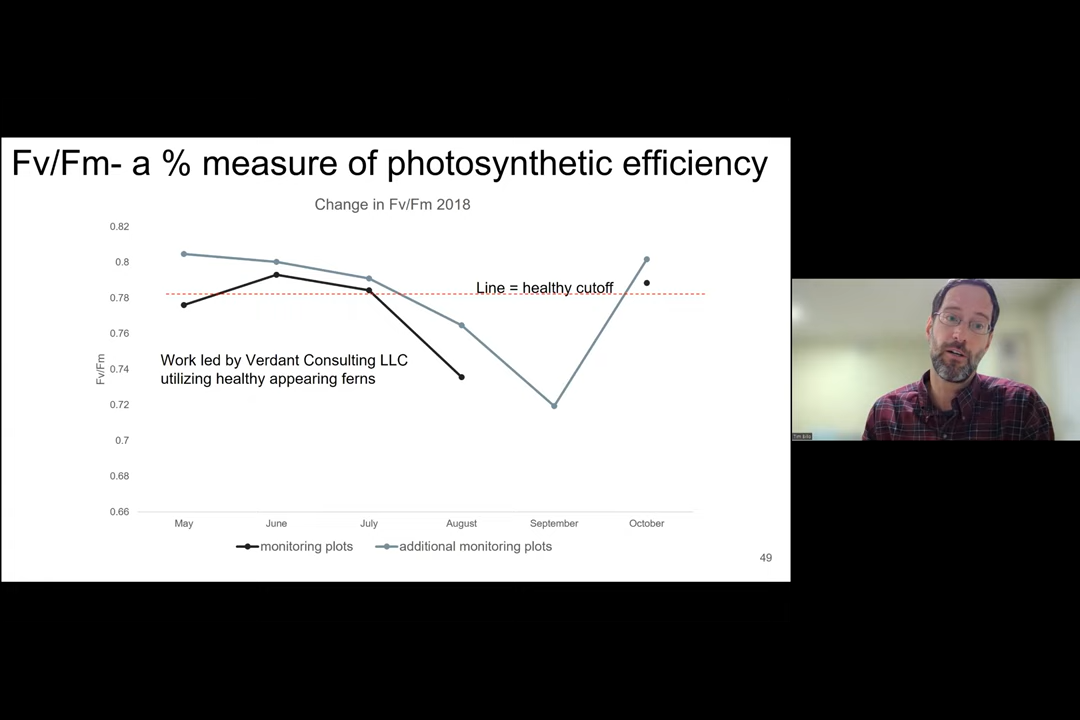 Fv/Fm- a % measure of photosynthetic efficiency
Change in Fv/Fm 2018
0.82
0.8
0.78
0.76
0.74
0.72
0.7
0.68
0.66
Fv/Fm
Line = healthy cutoff
Work led by Verdant Consulting LLC
utilizing healthy appearing ferns
May June July August September October
monitoring plots additional monitoring plots
49